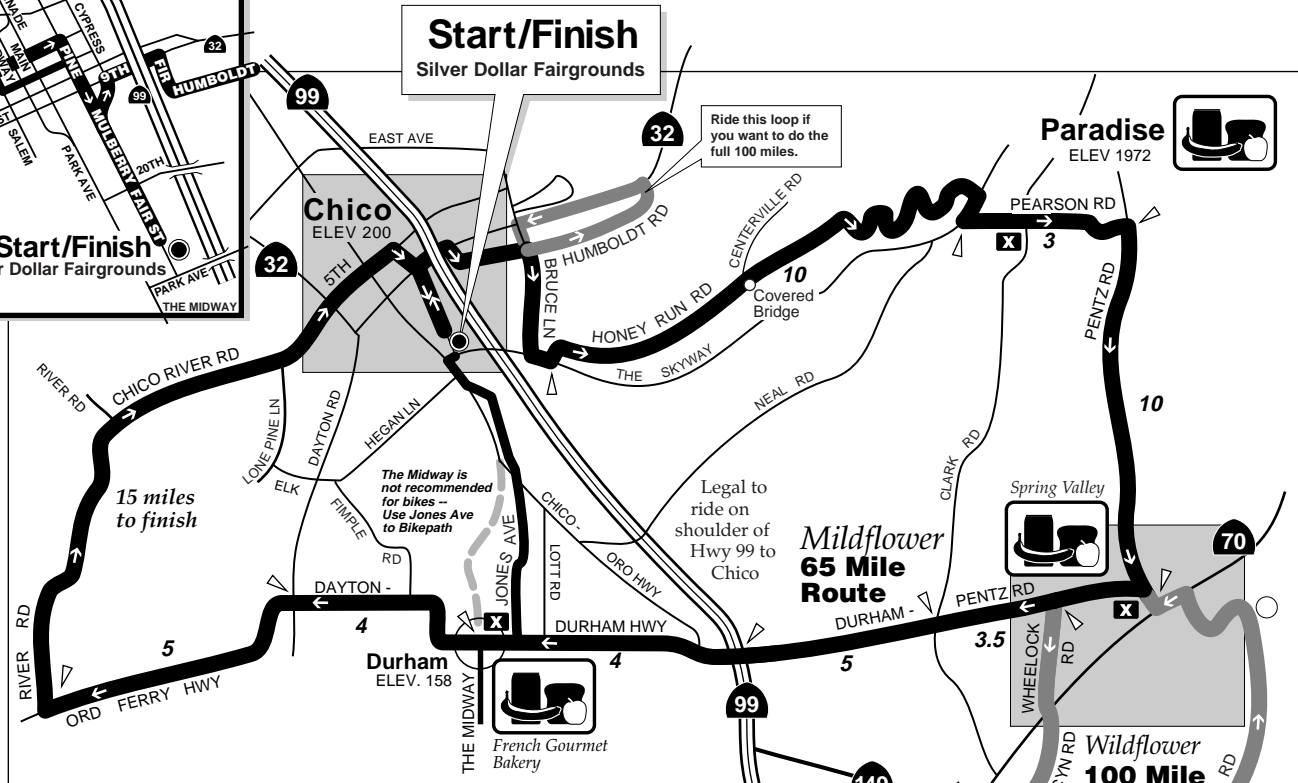 CYPRESS
MAIN
PINE
9TH
FIR
HUMBOLDT
32
99
MULBERRY
FAIR ST
SALEM
PARK AVE
20TH
Start/Finish
r Dollar Fairgrounds
PARK AVE
THE MIDWAY
Start/Finish
Silver Dollar Fairgrounds
99
32
Ride this loop if
you want to do the
full 100 miles.
EAST AVE
Paradise
ELEV 1972
Chico
ELEV 200
32
5TH
HUMBOLDT RD
BRUCE LN
CENTERVILLE RD
10
Covered
Bridge
HONEY RUN RD
THE SKYWAY
PEARSON RD
X
3
PENTZ RD
10
NEAL RD
CLARK RD
RIVER RD
CHICO RIVER RD
LONE PINE LN
DAYTON RD
HEGAN LN
ELK
FIMPLE
RD
The Midway is
not recommended
for bikes --
Use Jones Ave
to Bikepath
15 miles
to finish
JONES AVE
CHICO -
ORO HWY
LOTT RD
Legal to
ride on
shoulder of
Hwy 99 to
Chico
Mildflower
65 Mile
Route
Spring Valley
70
DAYTON -
4
X
DURHAM HWY
4
DURHAM -
PENTZ RD
5
3.5
X
WHEELOCK
RD
RIVER RD
5
ORD FERRY HWY
Durham
ELEV. 158
THE MIDWAY
French Gourmet
Bakery
99
149
YN RD
Wildflower
100 Mile
RD